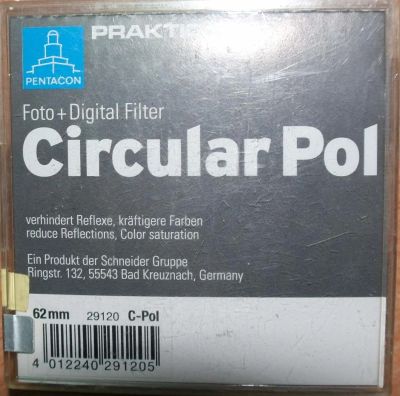 PENTACON
PRAKTI
Foto+Digital Filter
Circular Pol
verhindert Reflexe, kräftigere Farben
reduce Reflections, Color saturation
Ein Produkt der Schneider Gruppe
Ringstr. 132, 55543 Bad Kreuznach, Germany
62mm 29120 C-Pol
4 012240 291205